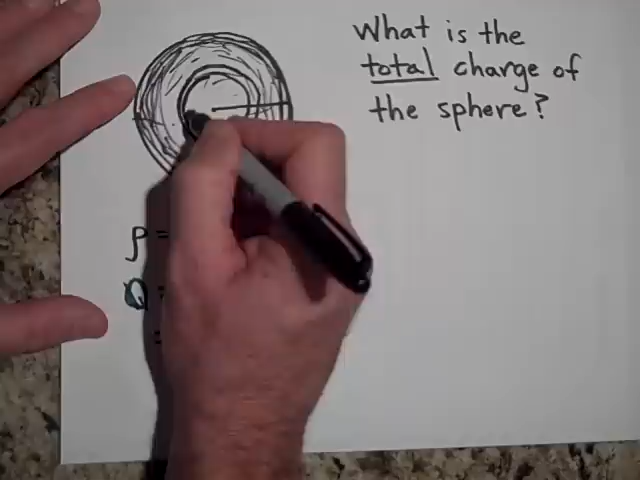 What is the
total charge of
the sphere?
ρ =
Q =
=